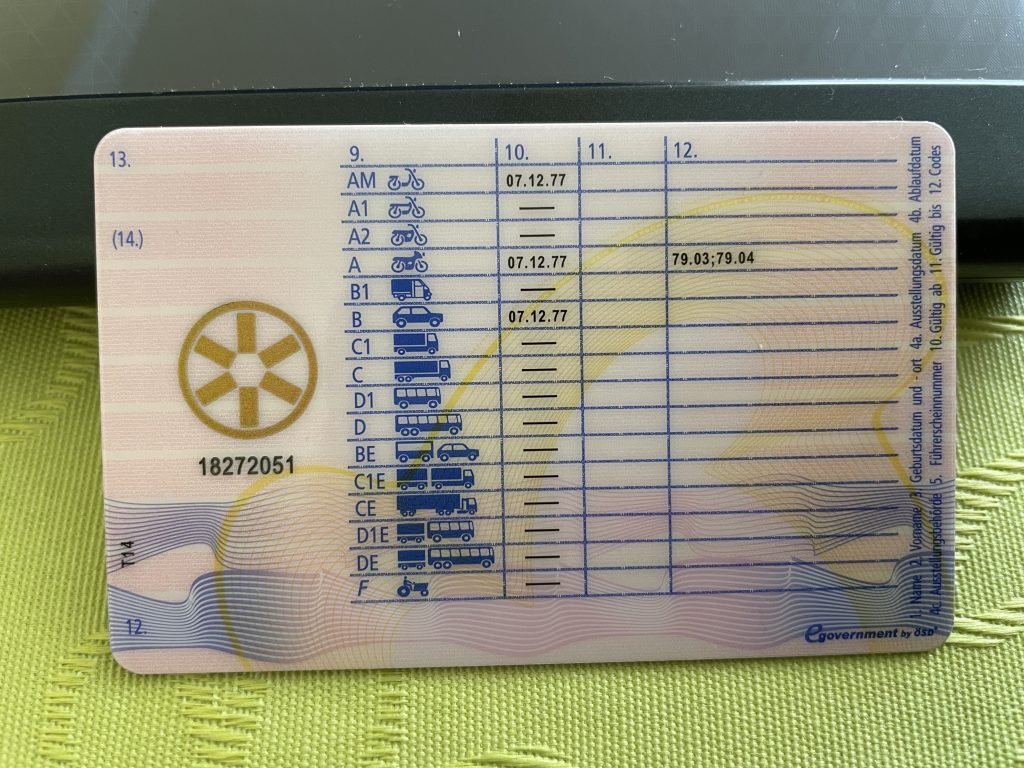 13.
(14.)
18272051
T14
12.
9. 10. 11. 12.
AM 07.12.77
A1 —
A2 —
A 07.12.77 79.03;79.04
B1 —
B 07.12.77
C1 —
C —
D1 —
D —
BE —
C1E —
CE —
D1E —
DE —
F —
egovernment by ÖSD
1. Name 2. Vorname 3. Geburtsdatum und -ort 4a. Ausstellungsdatum 4b. Ablaufdatum
4c. Ausstellungsbehörde 5. Führerscheinnummer 10. Gültig ab 11. Gültig bis 12. Codes